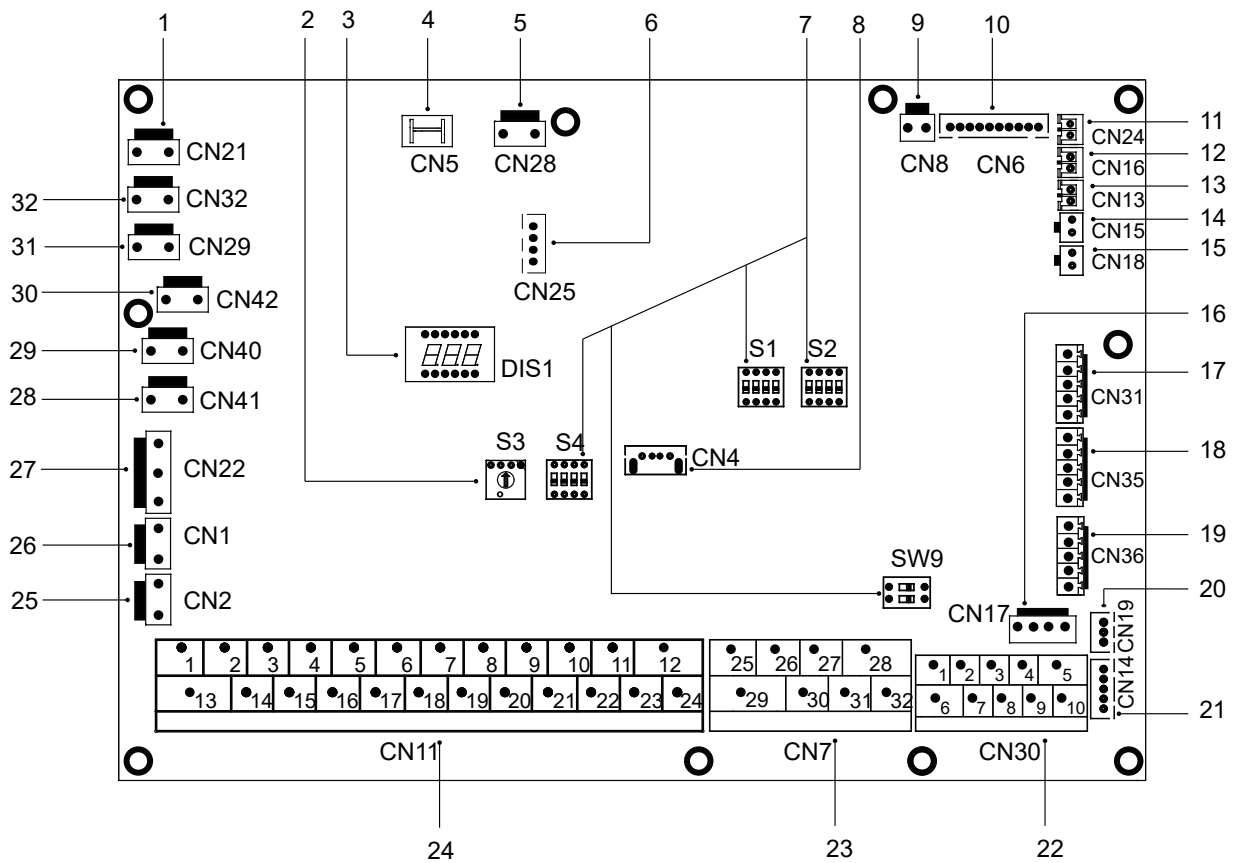 1 2 3 4 5 6 7 8 9 10
CN21
CN5
CN28
CN8
CN6
11
CN24
12
CN16
13
CN13
14
CN15
15
CN18
32
CN32
31
CN29
30
CN42
CN25
6
29
CN40
3
DIS1
S1
S2
16
28
CN41
17
CN31
27
CN22
S3
S4
CN4
18
CN35
26
CN1
19
CN36
25
CN2
SW9
CN17
20
CN19
1 2 3 4 5 6 7 8 9 10 11 12
25 26 27 28
1 2 3 4 5
CN14
13 14 15 16 17 18 19 20 21 22 23 24
29 30 31 32
6 7 8 9 10
21
CN11
CN7
CN30
24
23
22